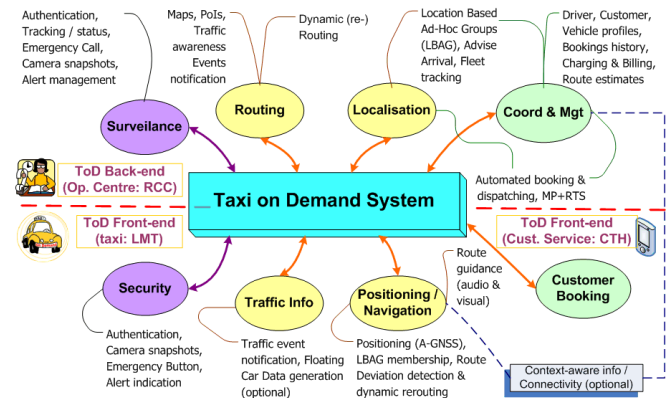 Authentication,
Tracking / status,
Emergency Call,
Camera snapshots,
Alert management
Maps, PoIs,
Traffic
awareness
Events
notification
Dynamic (re-)
Routing
Location Based
Ad-Hoc Groups
(LBAG), Advise
Arrival, Fleet
tracking
Driver, Customer,
Vehicle profiles,
Bookings history,
Charging & Billing,
Route estimates
Surveilance
Routing
Localisation
Coord & Mgt
ToD Back-end
(Op. Centre: RCC)
Automated booking &
dispatching, MP+RTS
_Taxi on Demand System
ToD Front-end
(taxi: LMT)
ToD Front-end
(Cust. Service: CTH)
Route
guidance
(audio &
visual)
Security
Traffic Info
Positioning /
Navigation
Customer
Booking
Authentication,
Camera snapshots,
Emergency Button,
Alert indication
Traffic event
notification, Floating
Car Data generation
(optional)
Positioning (A-GNSS),
LBAG membership, Route
Deviation detection &
dynamic rerouting
Context-aware info /
Connectivity (optional)